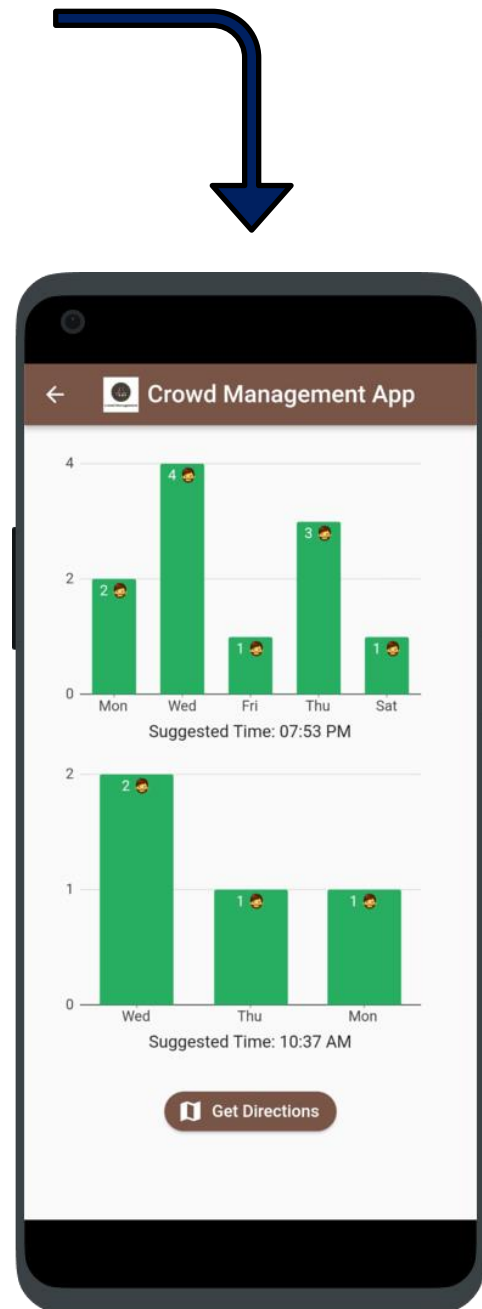 Crowd Management App
4
4
3
2
2
1
1
0
Mon Wed Fri Thu Sat
Suggested Time: 07:53 PM
2
2
1
1
1
0
Wed Thu Mon
Suggested Time: 10:37 AM
Get Directions